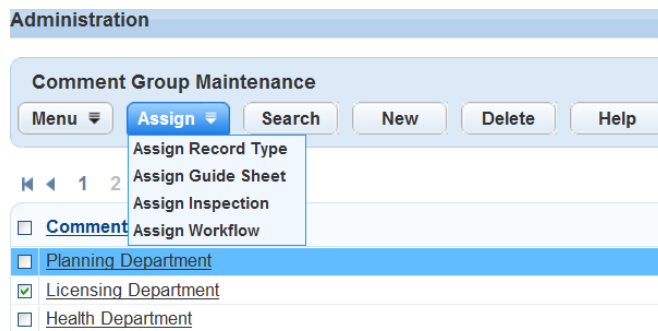 Administration
Comment Group Maintenance
Menu Assign Search New Delete Help
Assign Record Type
Assign Guide Sheet
1 2
Assign Inspection
Comment
Assign Workflow
Planning Department
Licensing Department
Health Department